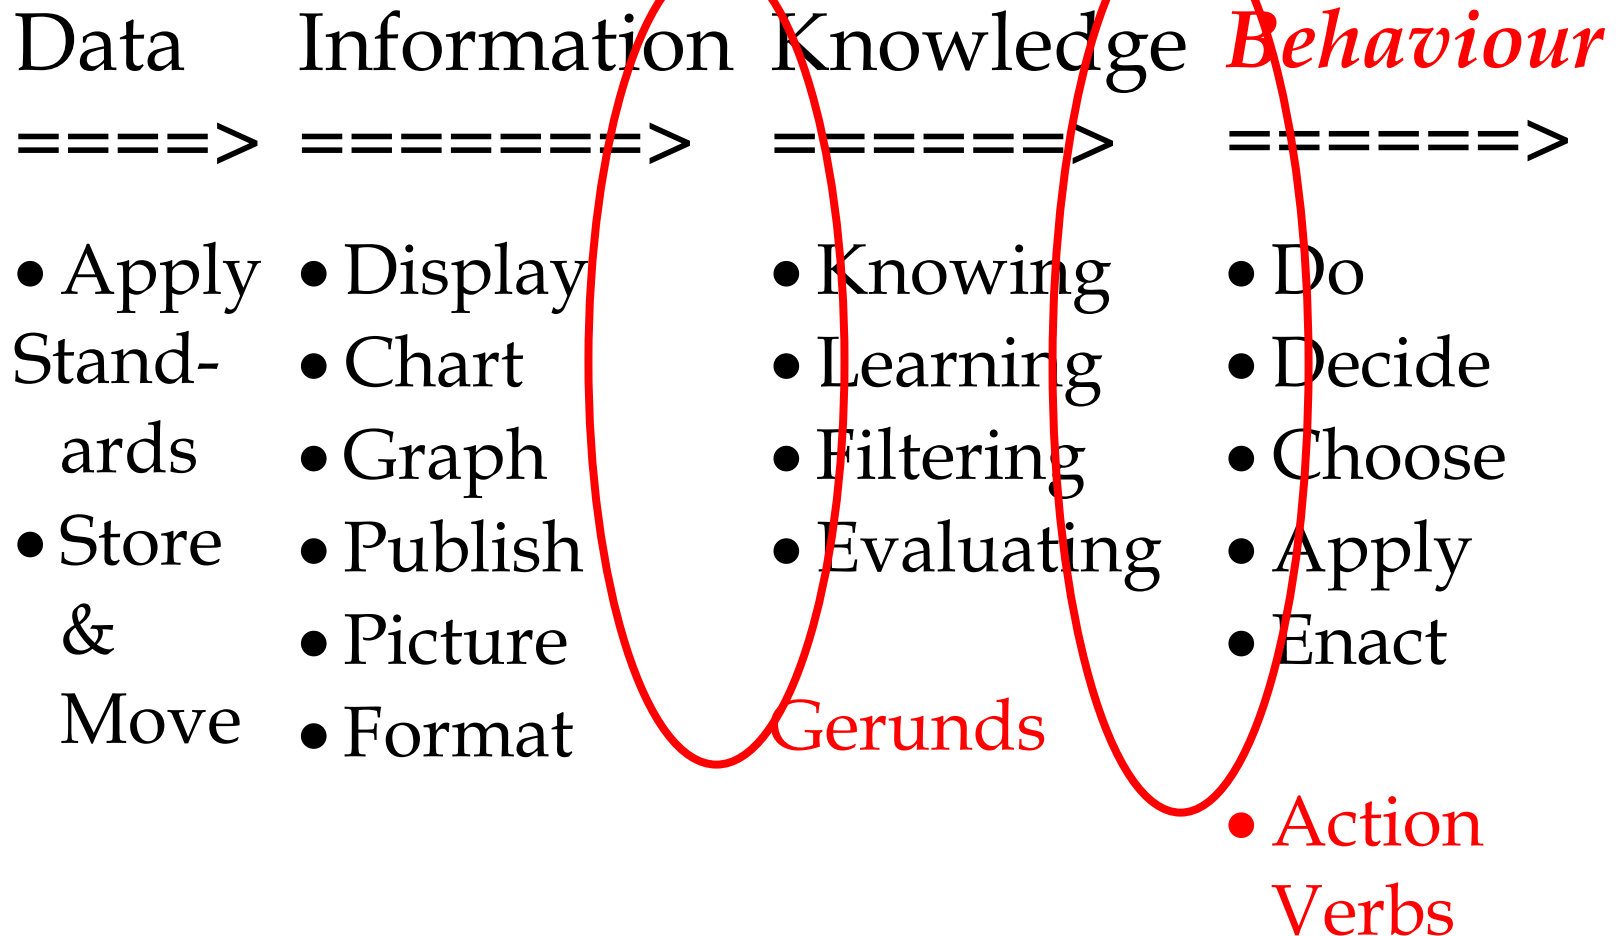 Data
====>
• Apply
Stand-
ards
• Store
&
Move
Information
=======>
• Display
• Chart
• Graph
• Publish
• Picture
• Format
Knowledge
======>
• Knowing
• Learning
• Filtering
• Evaluating
Gerunds
Behaviour
======>
• Do
• Decide
• Choose
• Apply
• Enact
• Action
Verbs